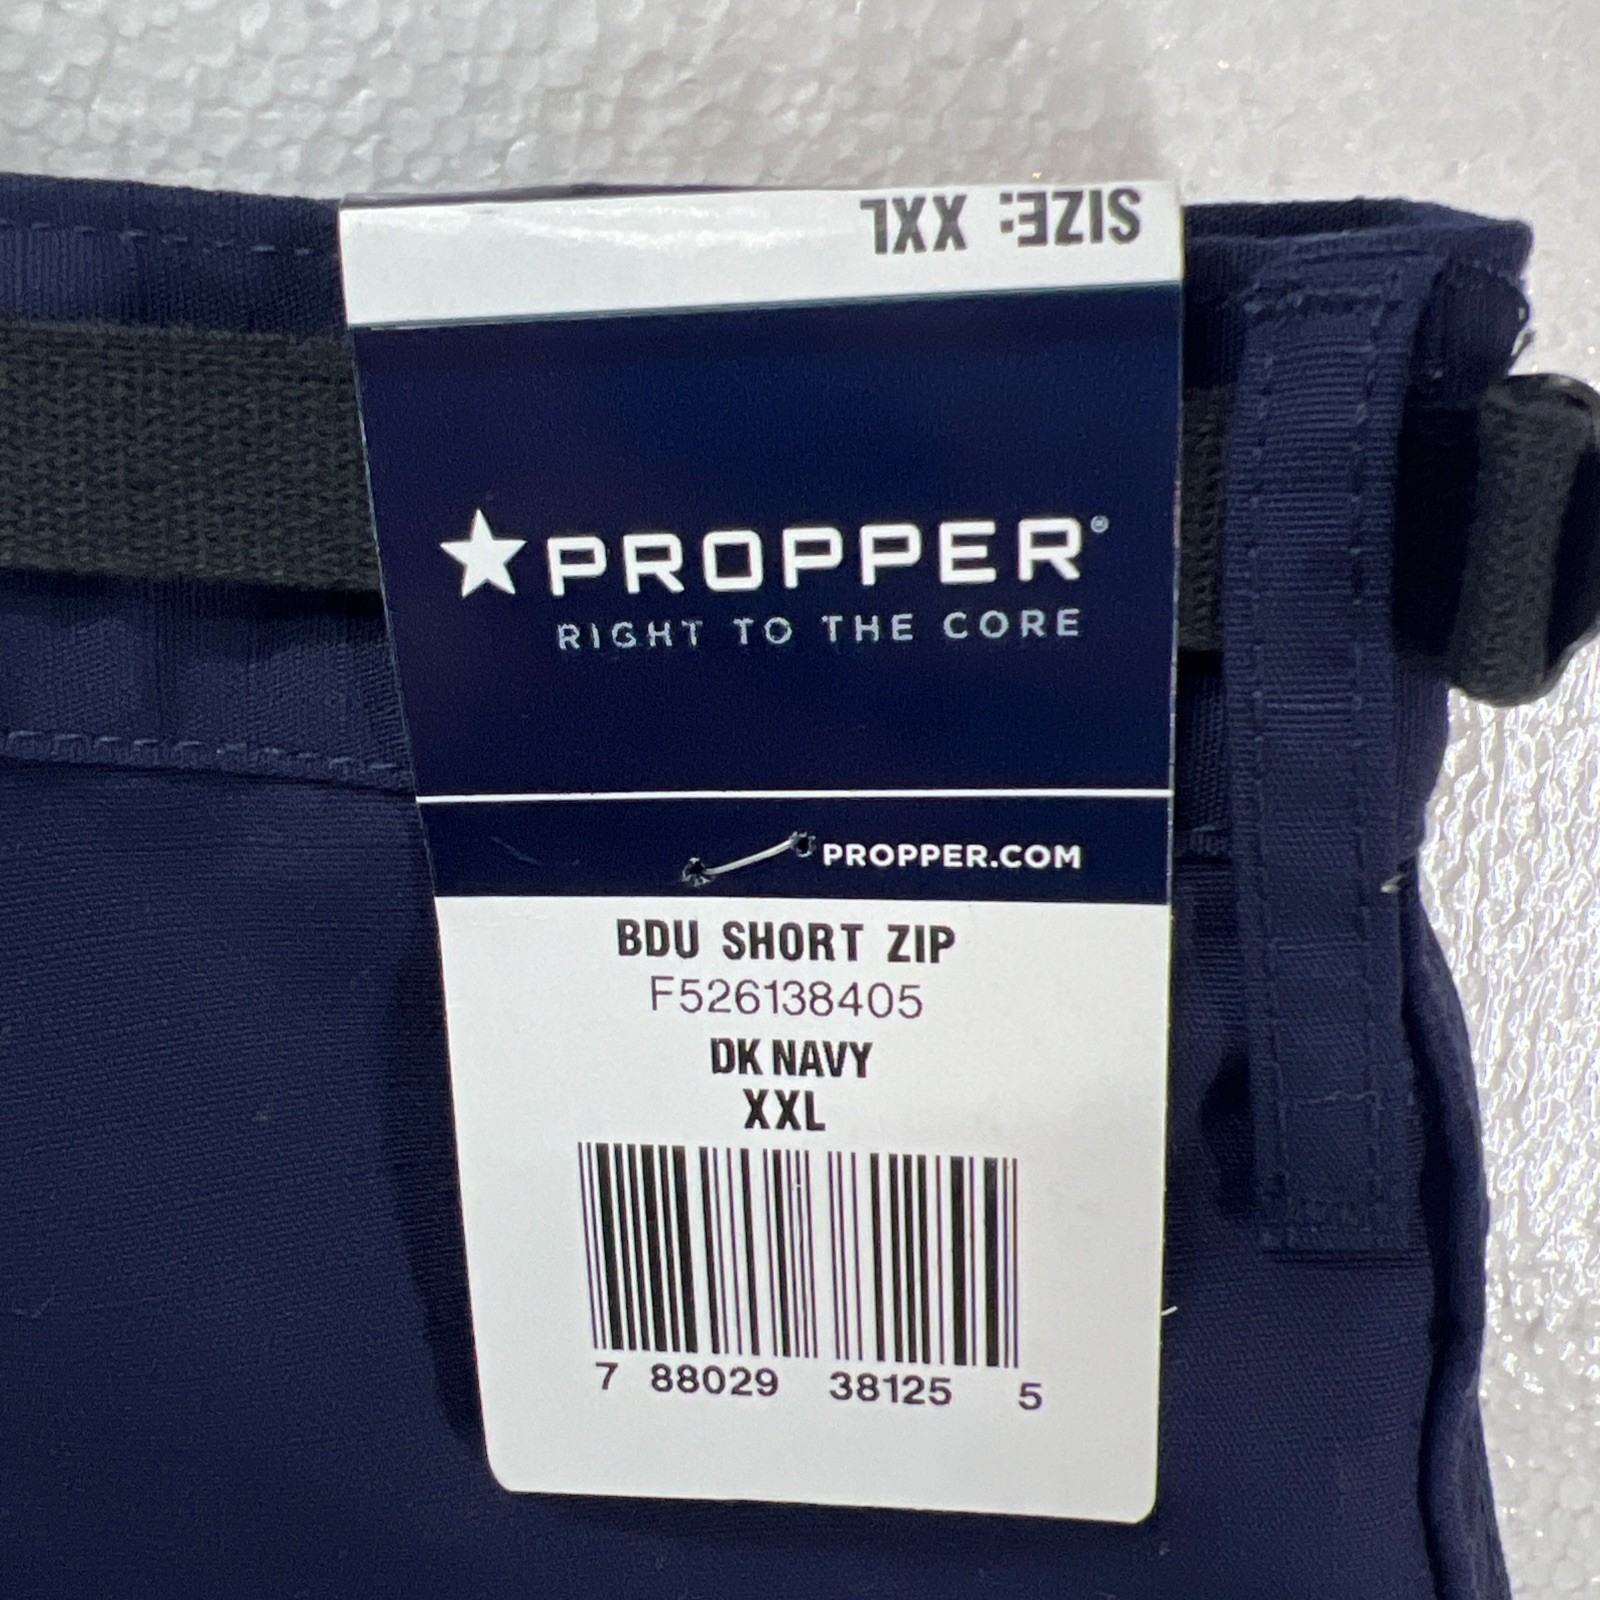 SIZE: XXL
PROPPER®
RIGHT TO THE CORE
PROPPER.COM
BDU SHORT ZIP
F526138405
DK NAVY
XXL
7 88029 38125 5